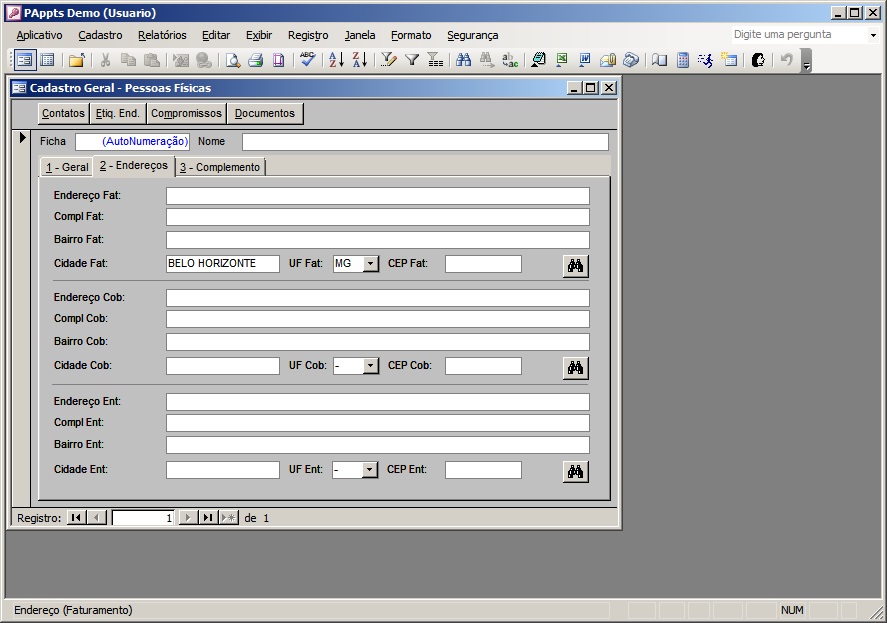 PAppts Demo (Usuario)
Aplicativo Cadastro Relatórios Editar Exibir Registro Janela Formato Segurança Digite uma pergunta
Cadastro Geral - Pessoas Físicas
Contatos Etiq. End. Compromissos Documentos
Ficha (AutoNumeração) Nome
1 - Geral 2 - Endereços 3 - Complemento
Endereço Fat:
Compl Fat:
Bairro Fat:
Cidade Fat: BELO HORIZONTE UF Fat: MG CEP Fat:
Endereço Cob:
Compl Cob:
Bairro Cob:
Cidade Cob: UF Cob: - CEP Cob:
Endereço Ent:
Compl Ent:
Bairro Ent:
Cidade Ent: UF Ent: - CEP Ent:
Registro: 1 de 1
Endereço (Faturamento) NUM